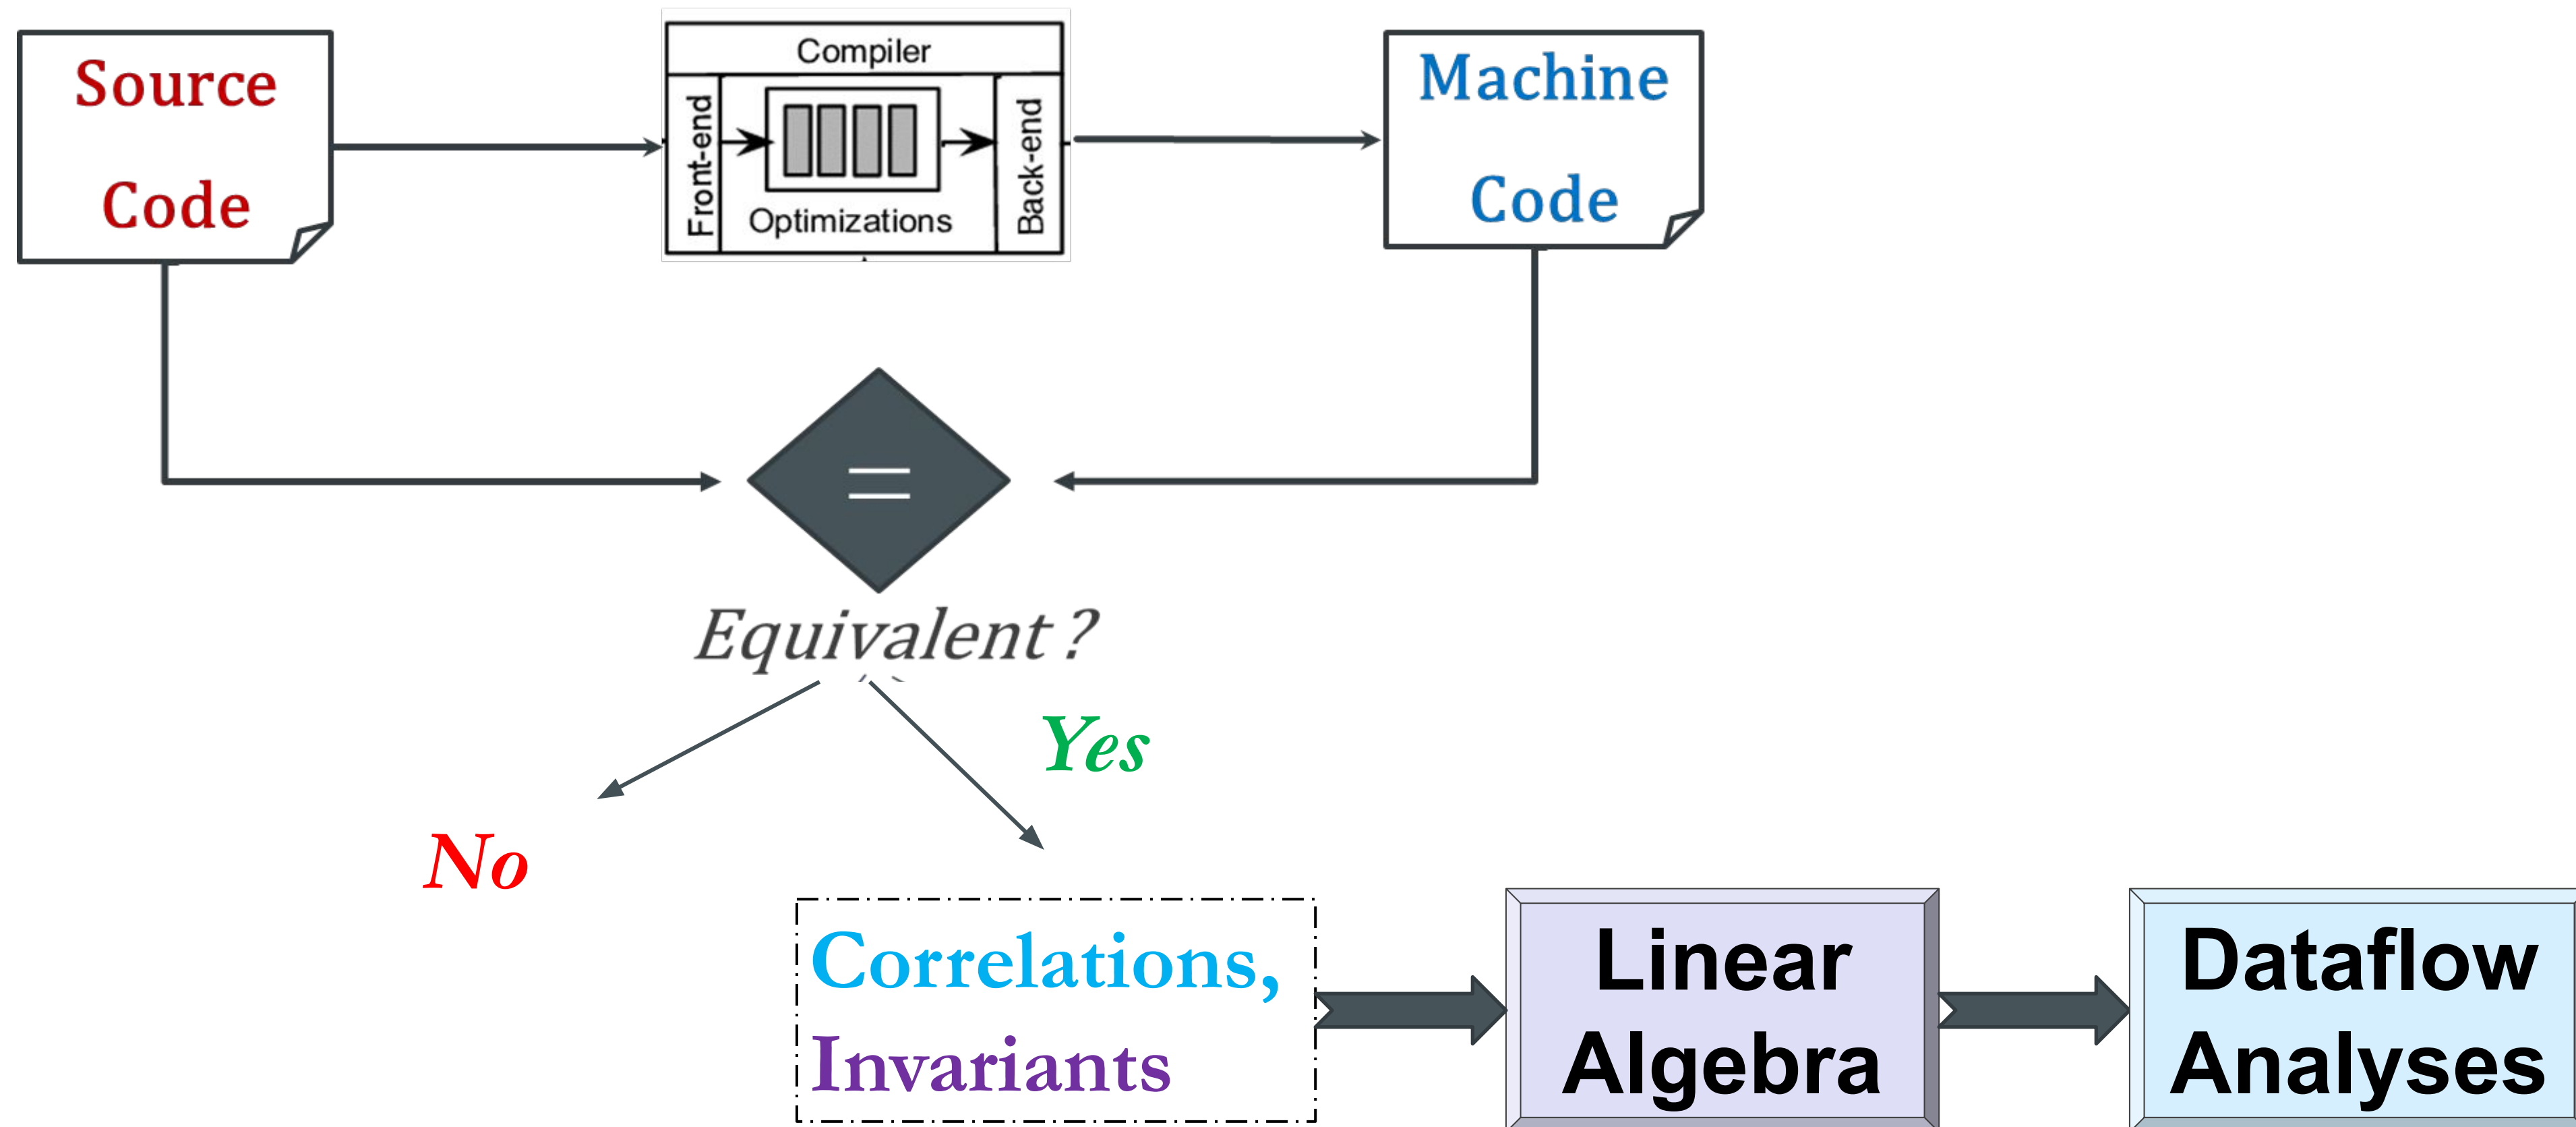 Source
Code
Compiler
Front-end
Optimizations
Back-end
Machine
Code
=
Equivalent?
Yes
No
Correlations,
Invariants
Linear
Algebra
Dataflow
Analyses